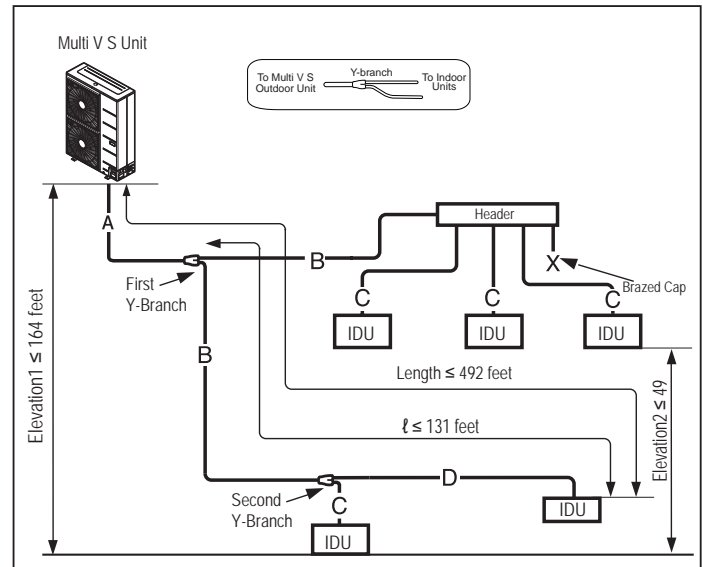 Multi V S Unit
To Multi V S
Outdoor Unit
Y-branch
To Indoor
Units
A
Header
B
X
Brazed Cap
First
Y-Branch
C
C
C
IDU
IDU
IDU
Elevation1 ≤ 164 feet
B
Length ≤ 492 feet
ℓ ≤ 131 feet
Elevation2 ≤ 49
D
Second
Y-Branch
C
IDU
IDU